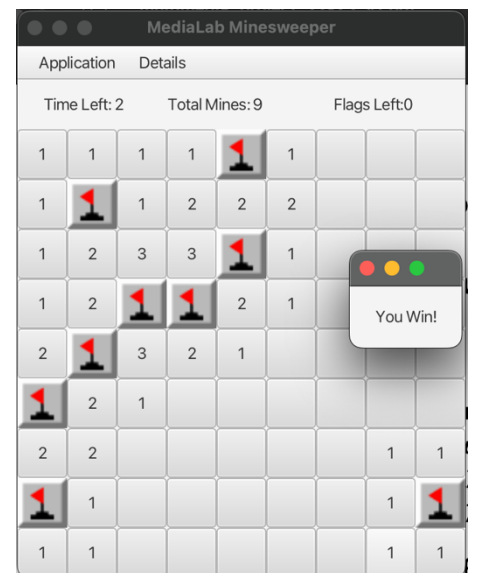 MediaLab Minesweeper
Application Details
Time Left: 2 Total Mines: 9 Flags Left:0
1 1 1 1 1
1 1 2 2 2
1 2 3 3 1
1 2 2 1
You Win!
2 3 2 1
2 1
2 2 1 1
1 1
1 1 1 1